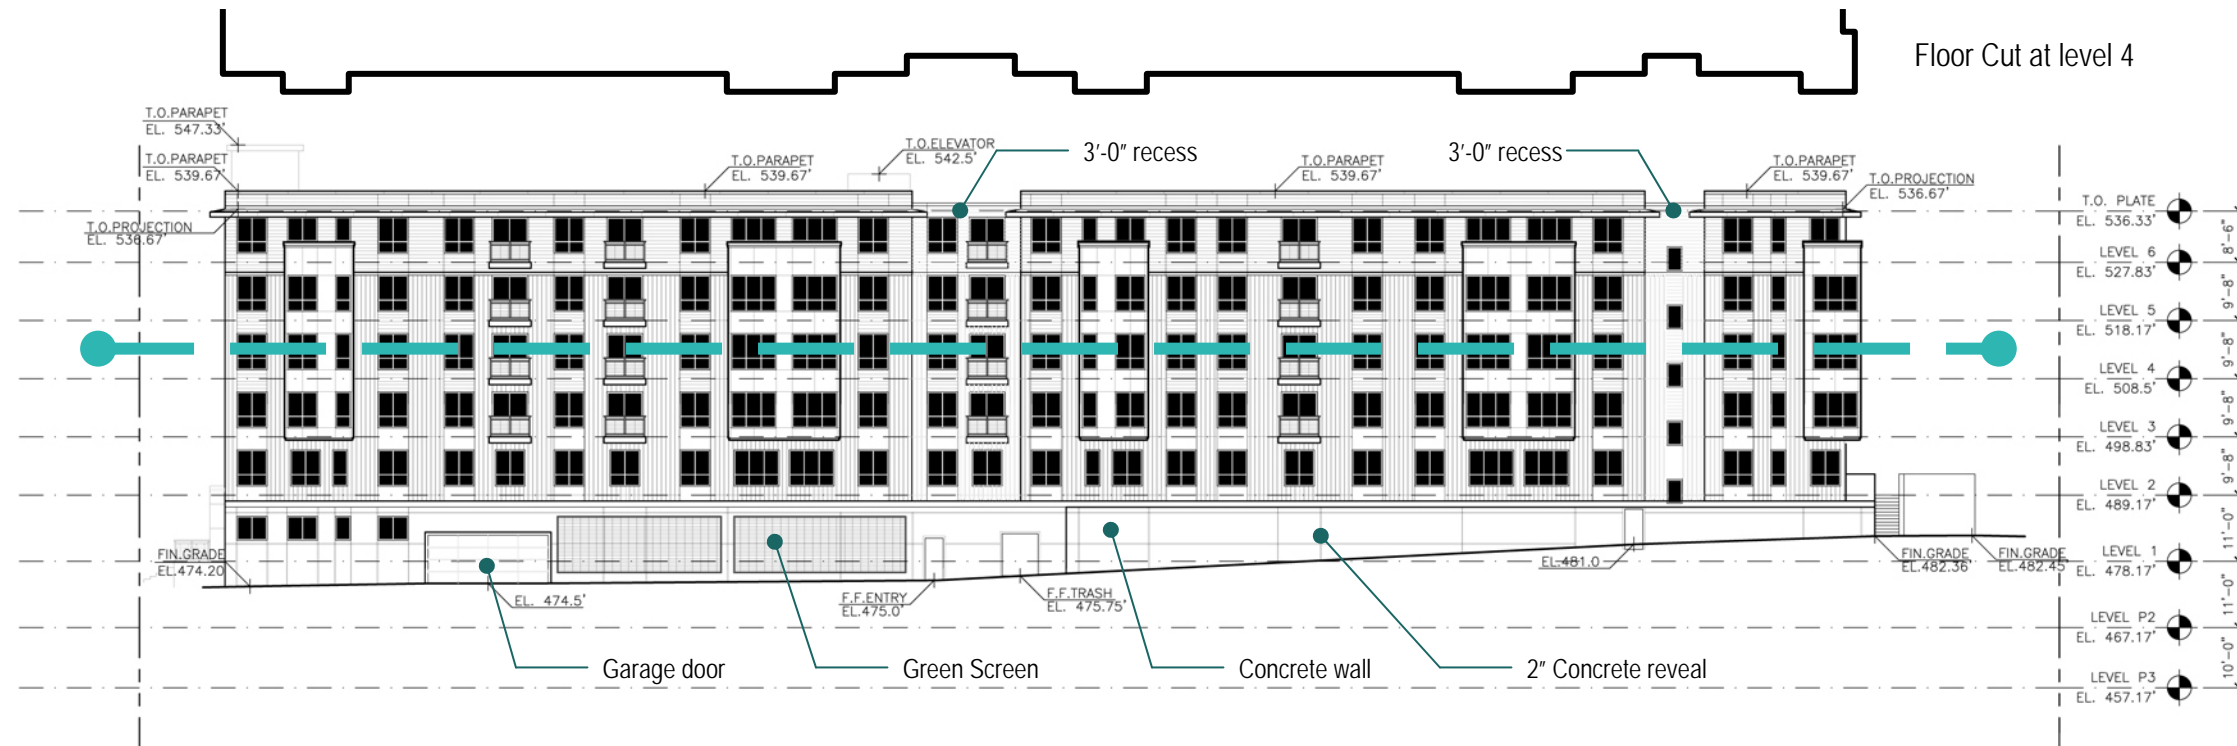 Floor Cut at level 4
T.O.PARAPET
EL. 547.33'
T.O.PARAPET
EL. 539.67'
T.O.PROJECTION
EL. 536.67'
T.O.PARAPET
EL. 539.67'
T.O.ELEVATOR
EL. 542.5'
3'-0" recess
T.O.PARAPET
EL. 539.67'
3'-0" recess
T.O.PARAPET
EL. 539.67'
T.O.PROJECTION
EL. 536.67'
T.O. PLATE
EL. 536.33'
8'-6"
LEVEL 6
EL. 527.83'
9'-8"
LEVEL 5
EL. 518.17'
9'-8"
LEVEL 4
EL. 508.5'
9'-8"
LEVEL 3
EL. 498.83'
9'-8"
LEVEL 2
EL. 489.17'
11'-0"
LEVEL 1
EL. 478.17'
11'-0"
LEVEL P2
EL. 467.17'
10'-0"
LEVEL P3
EL. 457.17'
FIN.GRADE
EL.474.20'
EL. 474.5'
F.F.ENTRY
EL.475.0'
F.F.TRASH
EL. 475.75'
EL.481.0
FIN.GRADE
EL.482.36'
FIN.GRADE
EL.482.45'
Garage door
Green Screen
Concrete wall
2" Concrete reveal